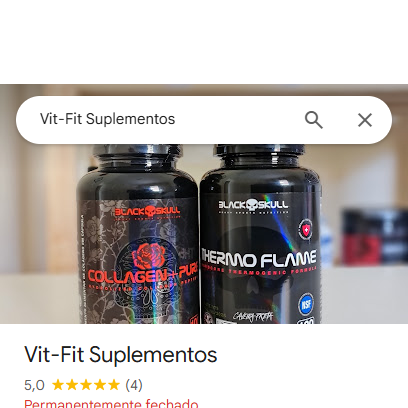 Vit-Fit Suplementos
BLACK SKULL
BLACK SKULL
COLLAGEN+PURE
THERMO FLAME
CAVEIRA PRETA
NSF
Vit-Fit Suplementos
5,0 (4)
Permanentemente fechado